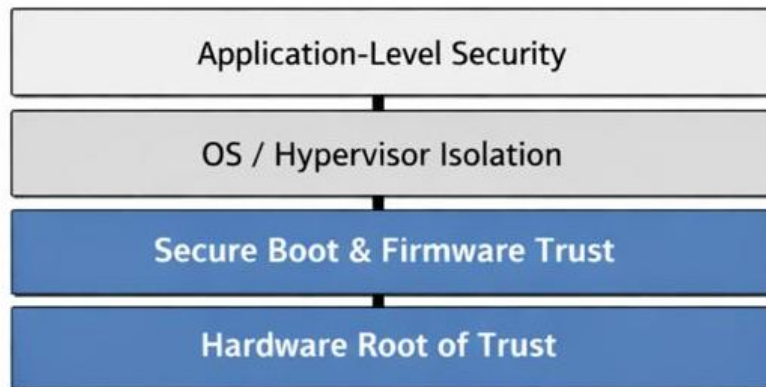 Application-Level Security
OS / Hypervisor Isolation
Secure Boot & Firmware Trust
Hardware Root of Trust